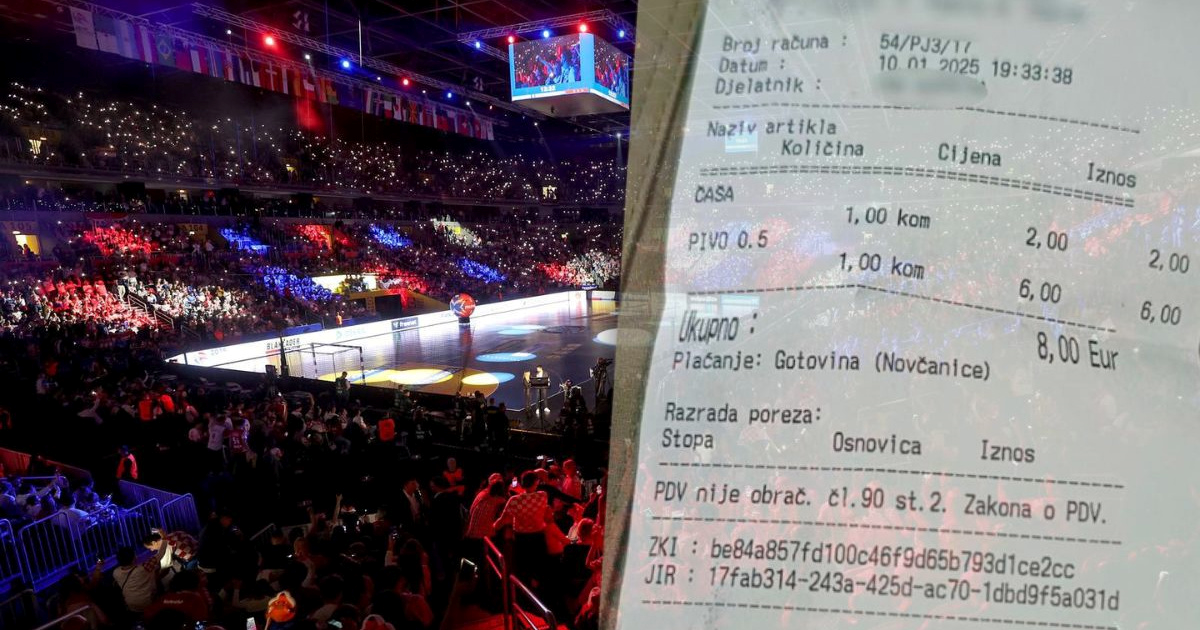 Broj računa : 54/PJ3/17
Datum : 10.01.2025 19:33:38
Djelatnik :
Naziv artikla
Količina Cijena Iznos
ČAŠA
1,00 kom 2,00 2,00
PIVO 0.5
1,00 kom 6,00 6,00
Ukupno : 8,00 Eur
Plaćanje: Gotovina (Novčanice)
Razrada poreza:
Stopa Osnovica Iznos
PDV nije obrač. čl.90 st.2. Zakona o PDV.
ZKI : be84a857fd100c46f9d65b793d1ce2cc
JIR : 17fab314-243a-425d-ac70-1dbd9f5a031d